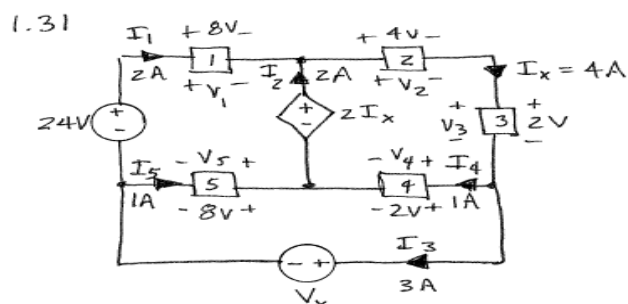 1.31
I1 + 8V - + 4V -
1 I2 2A 2 Ix = 4A
2A + V1 - + V2 -
24V + - + - 2Ix + V3 - 3 + 2V -
I5 - V5 + - V4 + I4
5 4
1A - 8V + - 2V + 1A
- + I3
Vx 3A